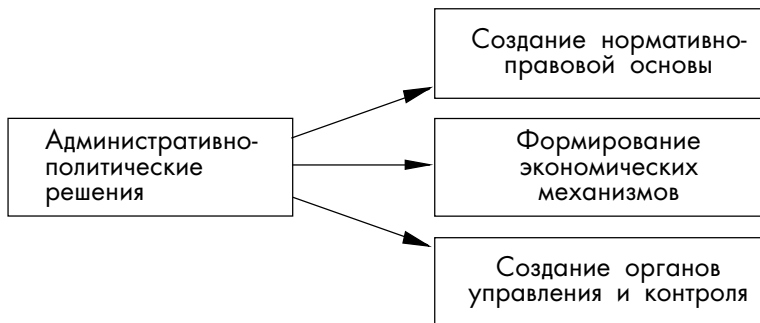 Административно-
политические
решения
Создание нормативно-
правовой основы
Формирование
экономических
механизмов
Создание органов
управления и контроля